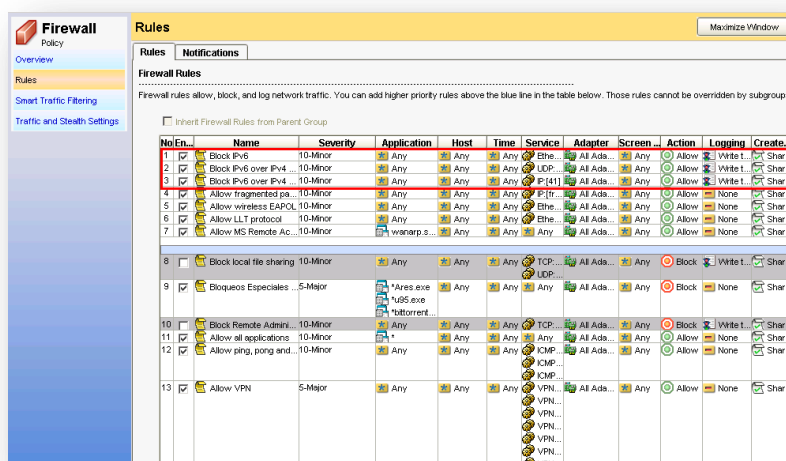 Firewall
Policy
Overview
Rules
Smart Traffic Filtering
Traffic and Stealth Settings
Rules
Maximize Window
Rules Notifications
Firewall Rules
Firewall rules allow, block, and log network traffic. You can add higher priority rules above the blue line in the table below. Those rules cannot be overridden by subgroup
Inherit Firewall Rules from Parent Group
No En... Name Severity Application Host Time Service Adapter Screen ... Action Logging Create.
1 Block IPv6 10-Minor Any Any Any Ethe... All Ada... Any Allow Write t... Shar
2 Block IPv6 over IPv4 ... 10-Minor Any Any Any UDP:... All Ada... Any Allow Write t... Shar
3 Block IPv6 over IPv4 ... 10-Minor Any Any Any IP:[41] All Ada... Any Allow Write t... Shar
4 Allow fragmented pa... 10-Minor Any Any Any IP:[fr... All Ada... Any Allow None Shar
5 Allow wireless EAPOL 10-Minor Any Any Any Ethe... All Ada... Any Allow None Shar
6 Allow LLT protocol 10-Minor Any Any Any Ethe... All Ada... Any Allow None Shar
7 Allow MS Remote Ac... 10-Minor wanarp.s... Any Any Any All Ada... Any Allow None Shar
8 Block local file sharing 10-Minor Any Any Any TCP:... All Ada... Any Block Write t... Shar
UDP:...
9 Bloqueos Especiales ... 5-Major *Ares.exe Any Any Any All Ada... Any Block None Shar
*u95.exe
*bittorrent...
10 Block Remote Admini... 10-Minor Any Any Any TCP:... All Ada... Any Block Write t... Shar
11 Allow all applications 10-Minor * Any Any Any All Ada... Any Allow None Shar
12 Allow ping, pong and... 10-Minor Any Any Any ICMP... All Ada... Any Allow None Shar
ICMP...
ICMP...
13 Allow VPN 5-Major Any Any Any VPN... All Ada... Any Allow None Shar
VPN...
VPN...
VPN...
VPN...
VPN...